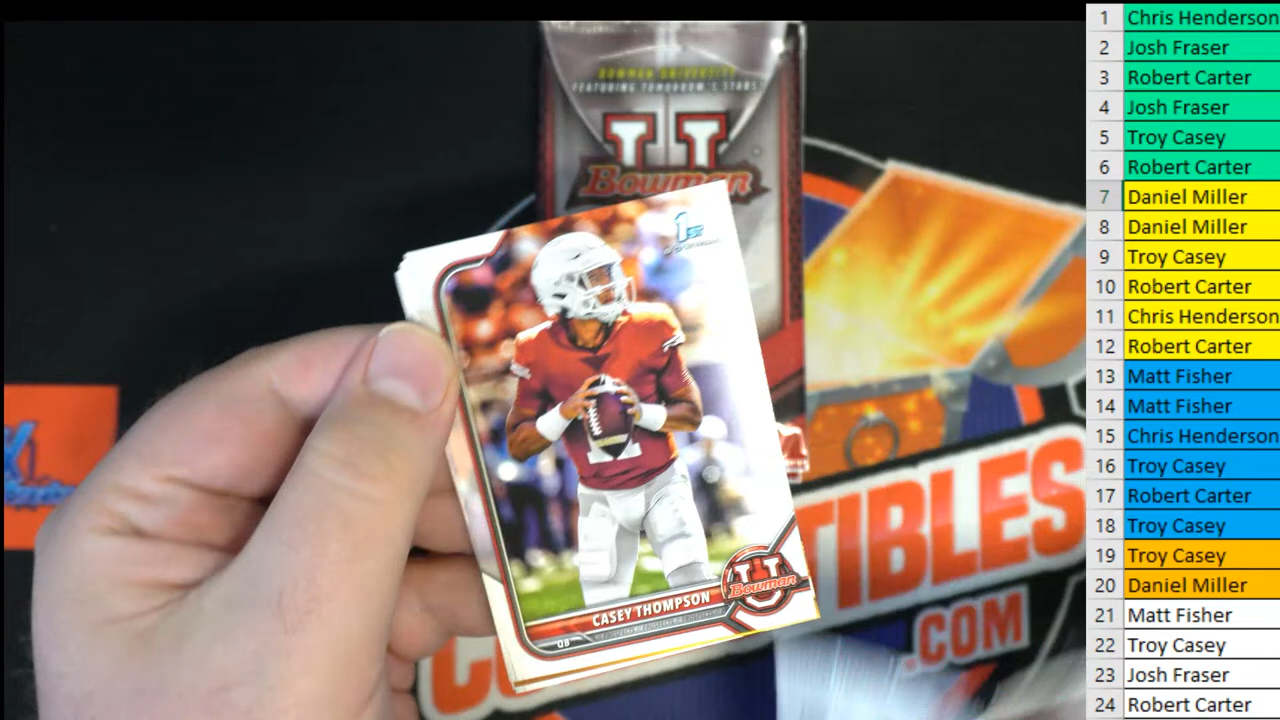 BOWMAN UNIVERSITY
FEATURING TOMORROW'S STARS!
U
Bowman
1ST
CASEY THOMPSON
QB
U
Bowman
TIBLES
.COM
CO
1 Chris Henderson
2 Josh Fraser
3 Robert Carter
4 Josh Fraser
5 Troy Casey
6 Robert Carter
7 Daniel Miller
8 Daniel Miller
9 Troy Casey
10 Robert Carter
11 Chris Henderson
12 Robert Carter
13 Matt Fisher
14 Matt Fisher
15 Chris Henderson
16 Troy Casey
17 Robert Carter
18 Troy Casey
19 Troy Casey
20 Daniel Miller
21 Matt Fisher
22 Troy Casey
23 Josh Fraser
24 Robert Carter